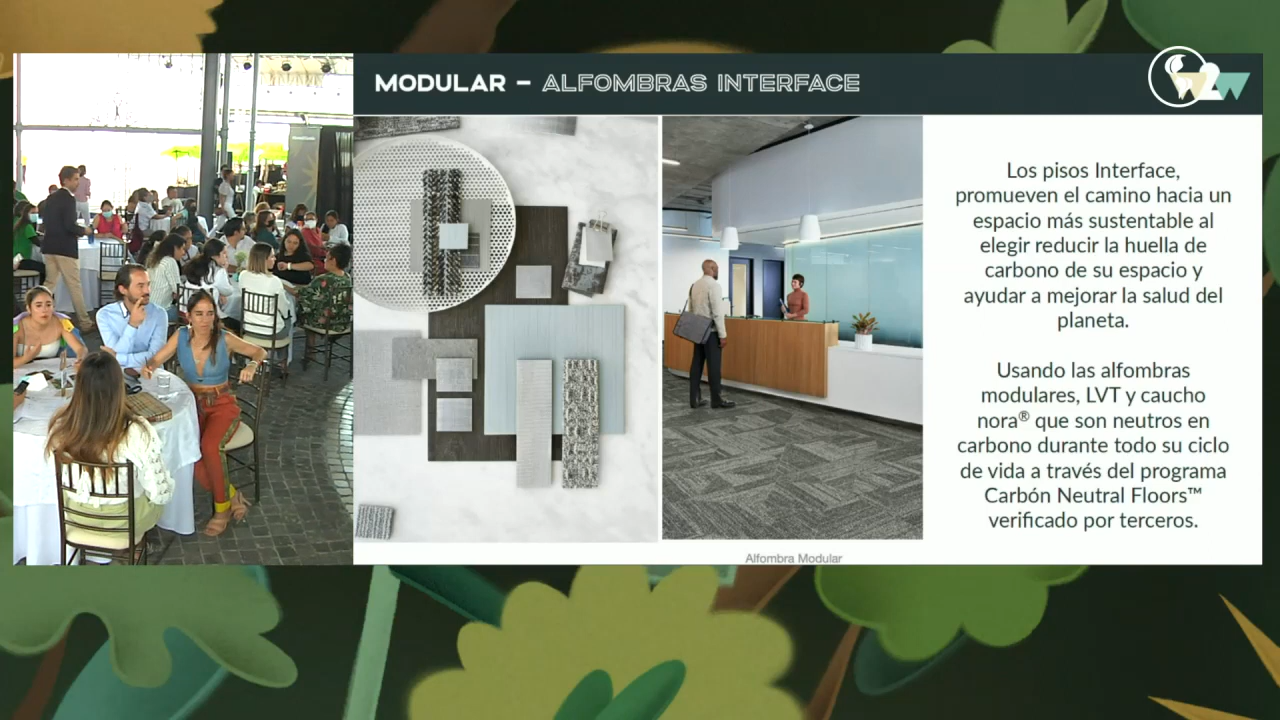 MODULAR – ALFOMBRAS INTERFACE
W2W
Los pisos Interface,
promueven el camino hacia un
espacio más sustentable al
elegir reducir la huella de
carbono de su espacio y
ayudar a mejorar la salud del
planeta.
Usando las alfombras
modulares, LVT y caucho
nora® que son neutros en
carbono durante todo su ciclo
de vida a través del programa
Carbón Neutral Floors™
verificado por terceros.
Alfombra Modular